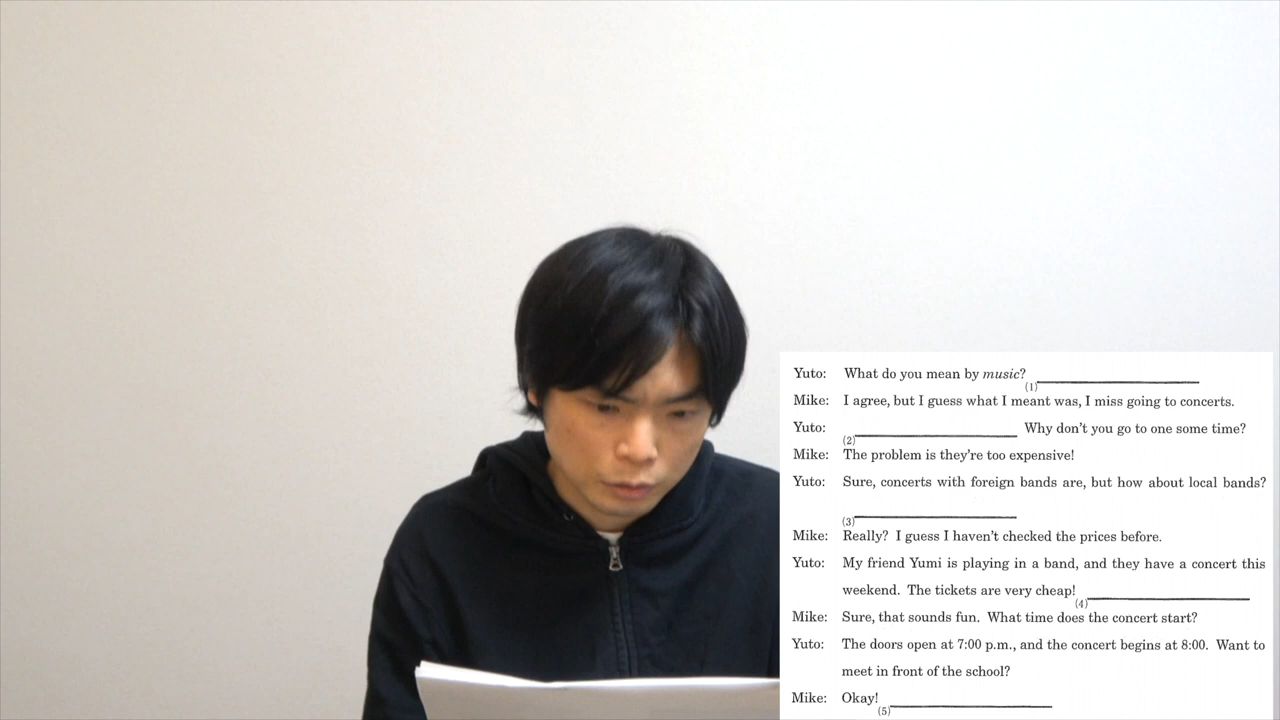 Yuto: What do you mean by music? (1)
Mike: I agree, but I guess what I meant was, I miss going to concerts.
Yuto: (2) Why don't you go to one some time?
Mike: The problem is they're too expensive!
Yuto: Sure, concerts with foreign bands are, but how about local bands?
(3)
Mike: Really? I guess I haven't checked the prices before.
Yuto: My friend Yumi is playing in a band, and they have a concert this
weekend. The tickets are very cheap! (4)
Mike: Sure, that sounds fun. What time does the concert start?
Yuto: The doors open at 7:00 p.m., and the concert begins at 8:00. Want to
meet in front of the school?
Mike: Okay! (5)